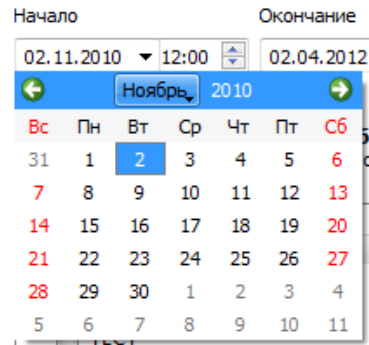 Начало Окончание
02.11.2010 12:00 02.04.2012
Ноябрь 2010
Вс Пн Вт Ср Чт Пт Сб
31 1 2 3 4 5 6
7 8 9 10 11 12 13
14 15 16 17 18 19 20
21 22 23 24 25 26 27
28 29 30 1 2 3 4
5 6 7 8 9 10 11